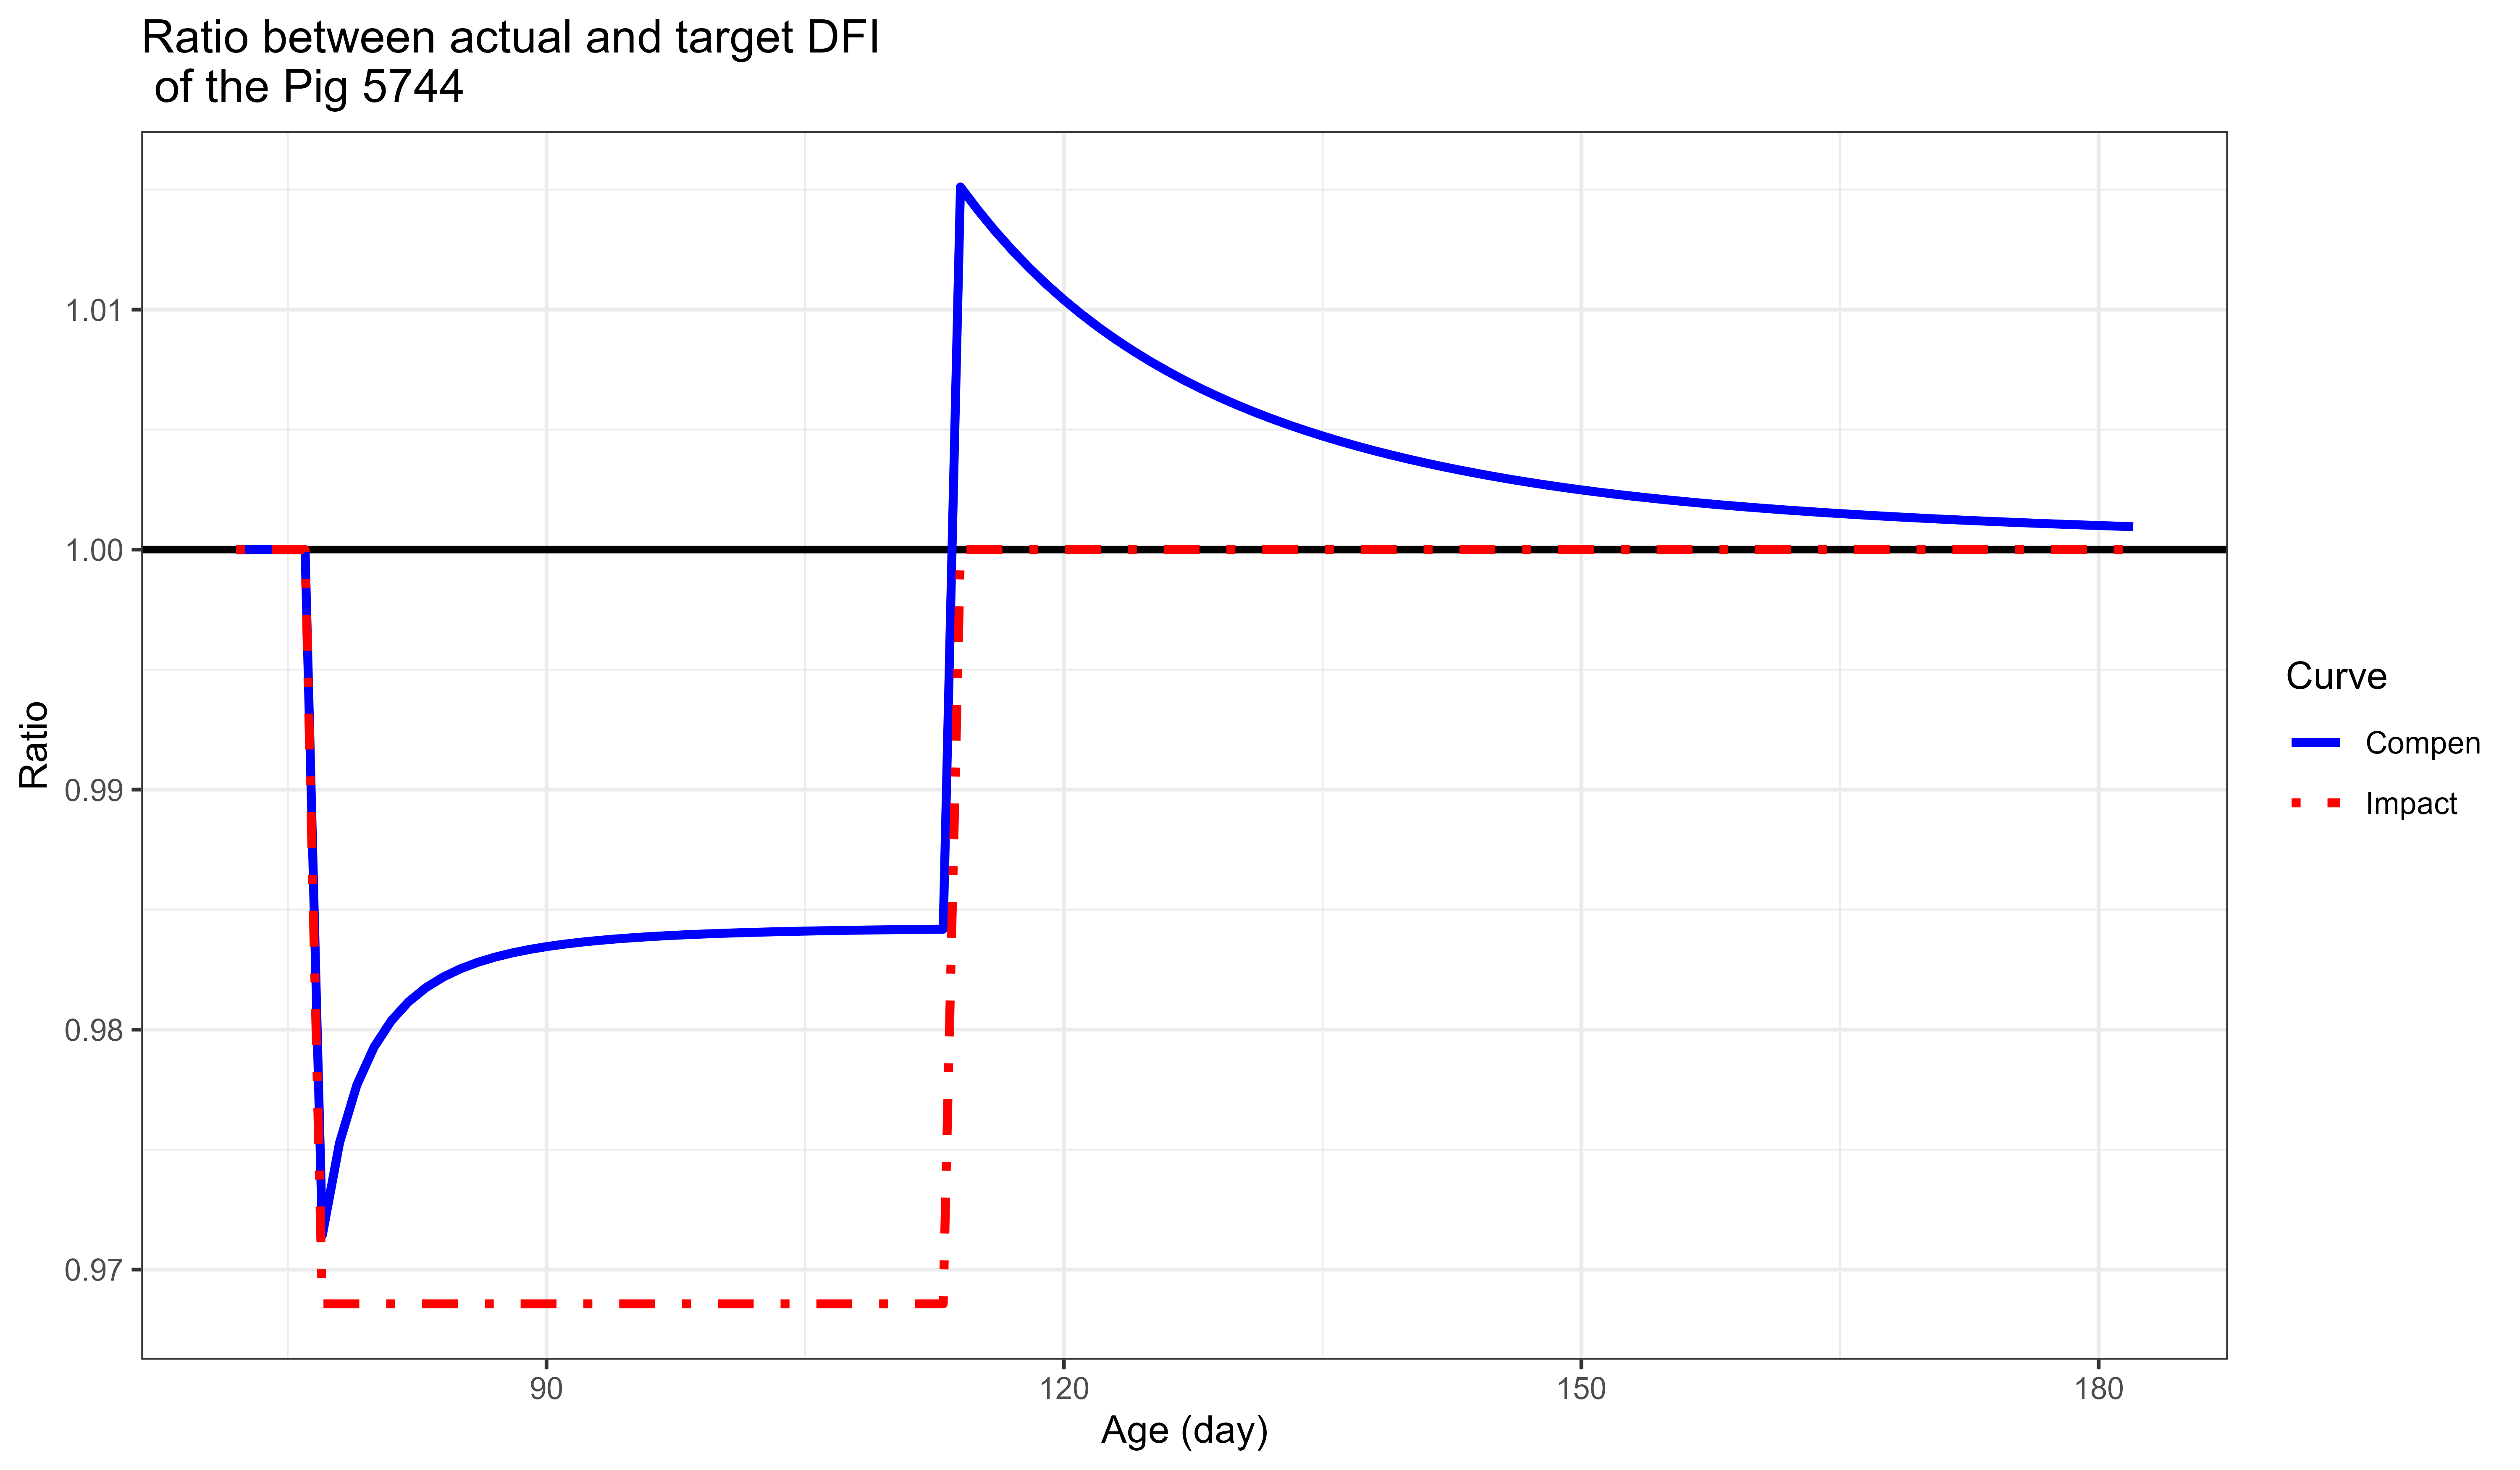 Ratio between actual and target DFI
of the Pig 5744
1.01
1.00
0.99
0.98
0.97
Ratio
90
120
150
180
Age (day)
Curve
Compen
Impact